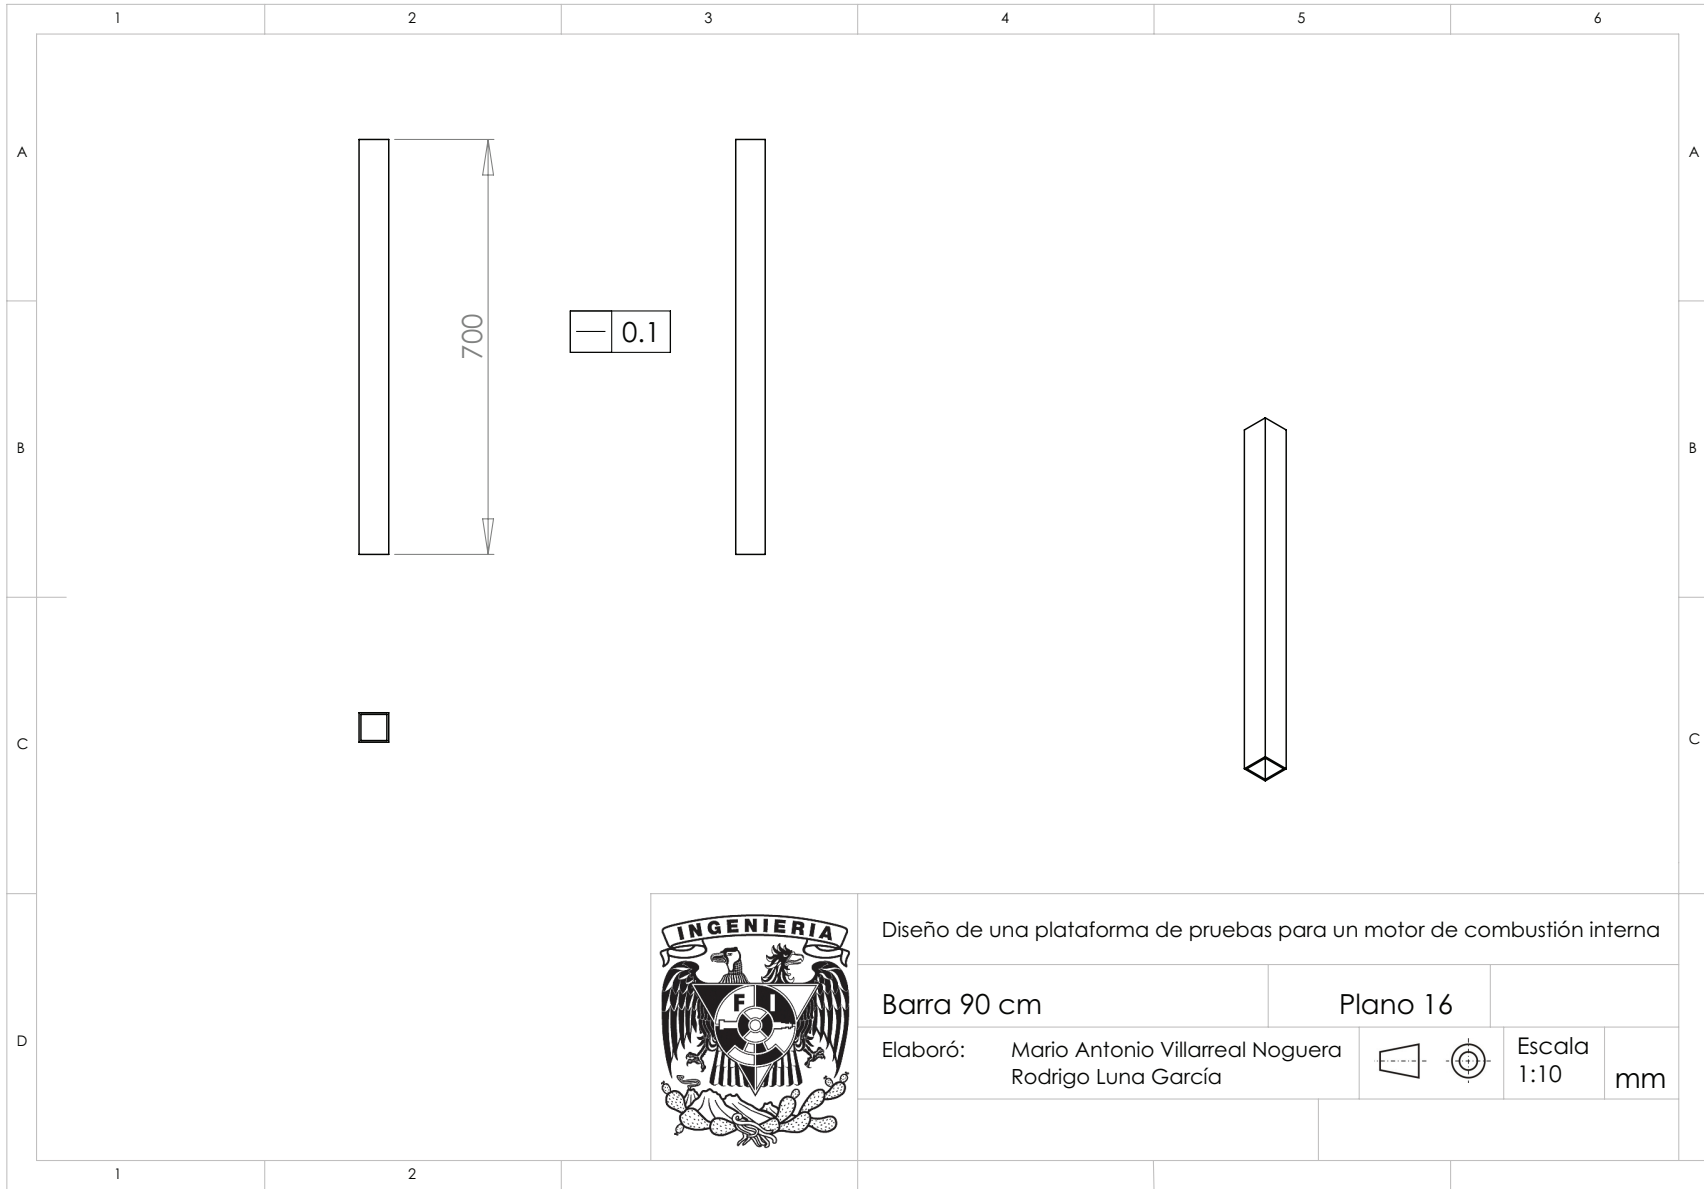 1 2 3 4 5 6
A A
700
0.1
B B
C C
INGENIERIA
F I
Diseño de una plataforma de pruebas para un motor de combustión interna
Barra 90 cm Plano 16
D
Elaboró: Mario Antonio Villarreal Noguera
Rodrigo Luna García
Escala
1:10
mm
1 2